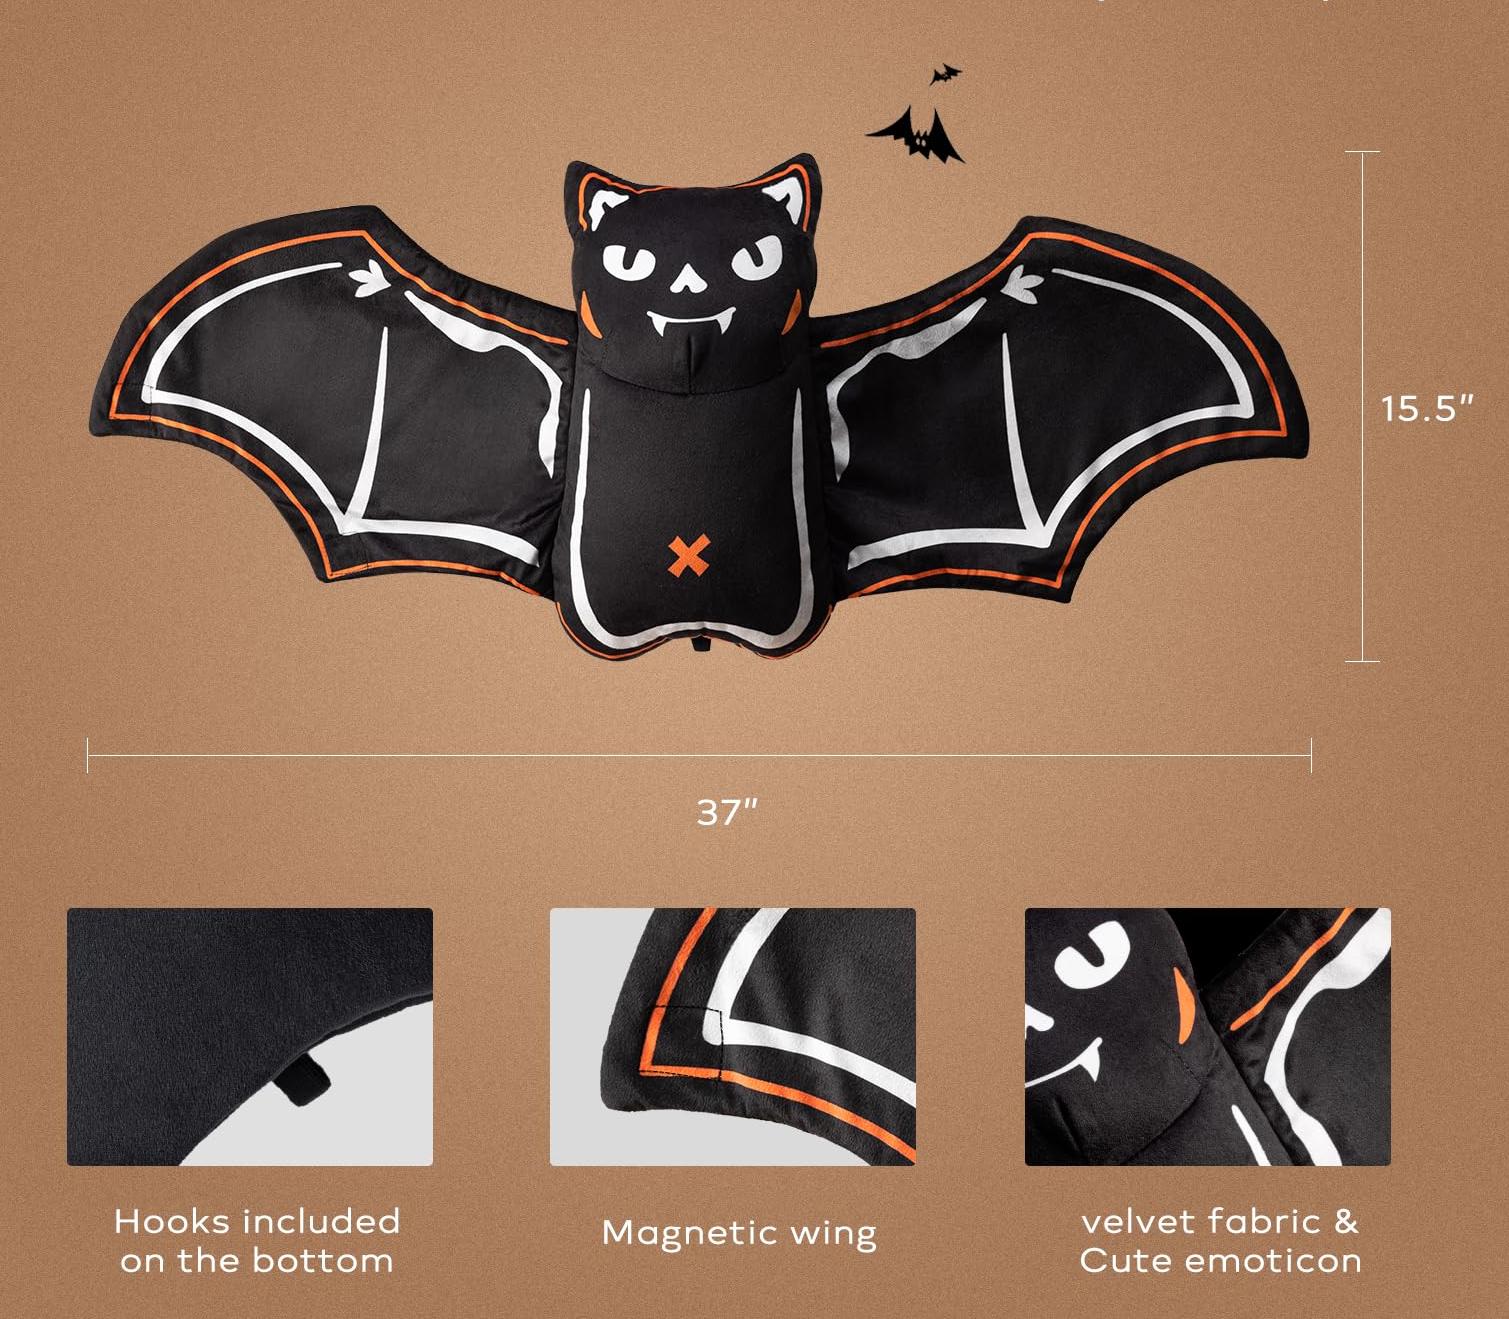 15.5"
37"
Hooks included
on the bottom
Magnetic wing
velvet fabric &
Cute emoticon